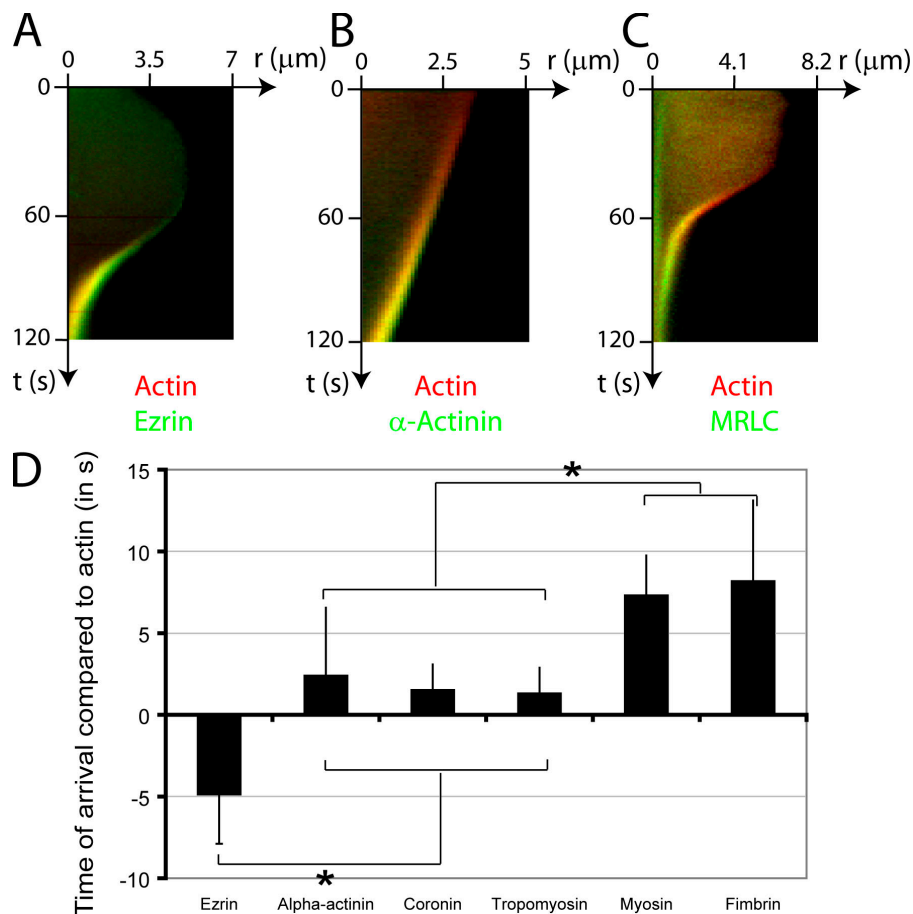 A
0 3.5 7 r (μm)
0
60
120
t (s)
Actin
Ezrin
B
0 2.5 5 r (μm)
0
60
120
t (s)
Actin
α-Actinin
C
0 4.1 8.2 r (μm)
0
60
120
t (s)
Actin
MRLC
D
Time of arrival compared to actin (in s)
15
10
5
0
-5
-10
*
*
Ezrin Alpha-actinin Coronin Tropomyosin Myosin Fimbrin